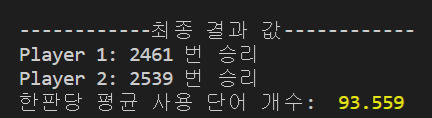 ------------최종 결과 값------------
Player 1: 2461 번 승리
Player 2: 2539 번 승리
한판당 평균 사용 단어 개수:  93.559